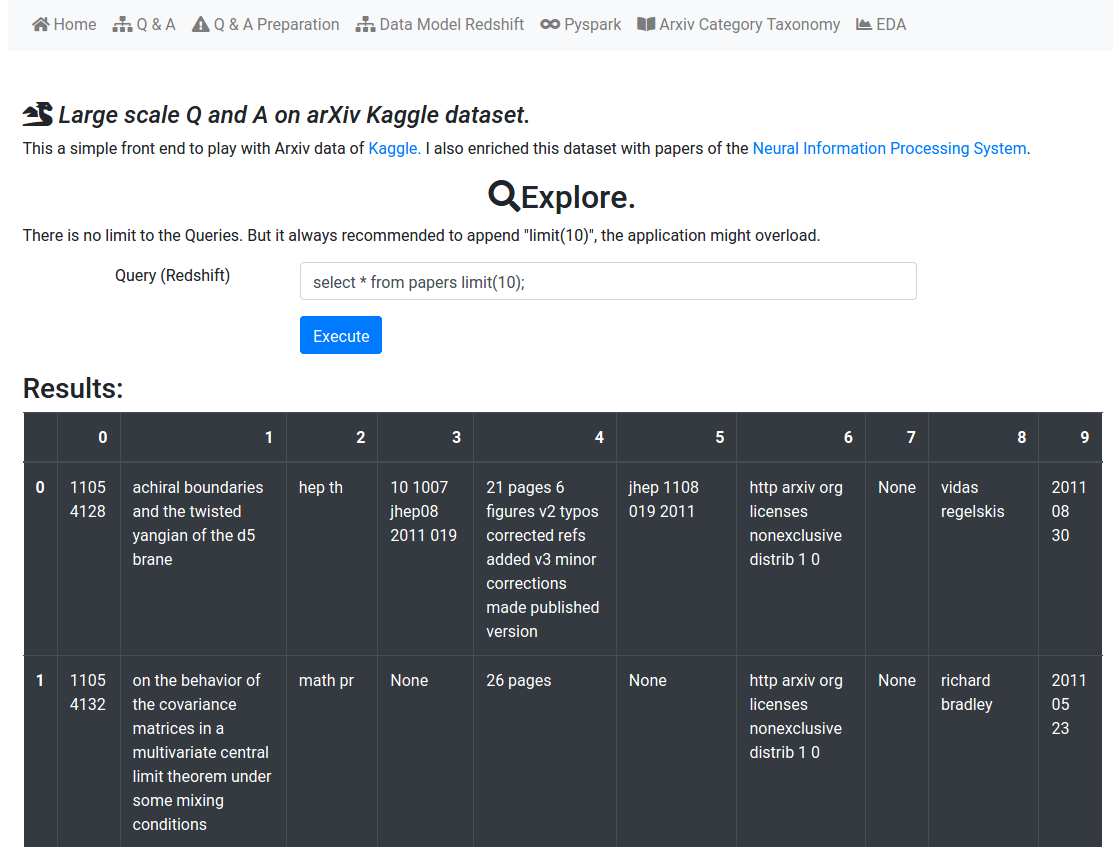 Home Q & A Q & A Preparation Data Model Redshift Pyspark Arxiv Category Taxonomy EDA
Large scale Q and A on arXiv Kaggle dataset.
This a simple front end to play with Arxiv data of Kaggle. I also enriched this dataset with papers of the Neural Information Processing System.
Explore.
There is no limit to the Queries. But it always recommended to append "limit(10)", the application might overload.
Query (Redshift) select * from papers limit(10);
Execute
Results:
0 1 2 3 4 5 6 7 8 9
0 1105 achiral boundaries hep th 10 1007 21 pages 6 jhep 1108 http arxiv org None vidas 2011
4128 and the twisted jhep08 figures v2 typos 019 2011 licenses regelskis 08
yangian of the d5 2011 019 corrected refs nonexclusive 30
brane added v3 minor distrib 1 0
corrections
made published
version
1 1105 on the behavior of math pr None 26 pages None http arxiv org None richard 2011
4132 the covariance licenses bradley 05
matrices in a nonexclusive 23
multivariate central distrib 1 0
limit theorem under
some mixing
conditions